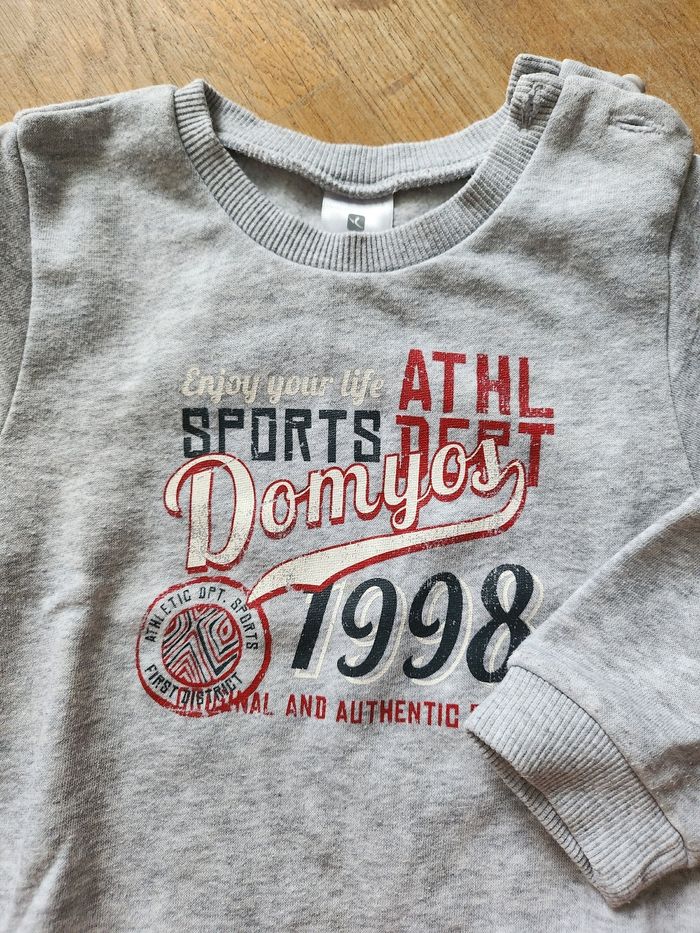 Enjoy your life
ATHL
SPORTS DEPT
Domyos
1998
ATHLETIC DPT. SPORTS
FIRST DISTRICT
AND AUTHENTIC